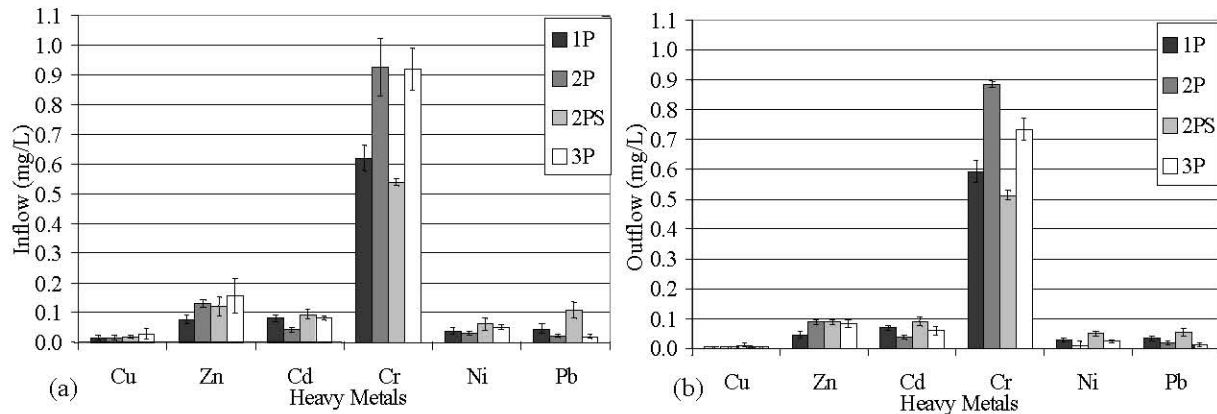 1.1
1.0
0.9
0.8
0.7
0.6
0.5
0.4
0.3
0.2
0.1
0.0
Inflow (mg/L)
1P
2P
2PS
3P
Cu Zn Cd Cr Ni Pb
(a) Heavy Metals
1.1
1.0
0.9
0.8
0.7
0.6
0.5
0.4
0.3
0.2
0.1
0.0
Outflow (mg/L)
1P
2P
2PS
3P
Cu Zn Cd Cr Ni Pb
(b) Heavy Metals